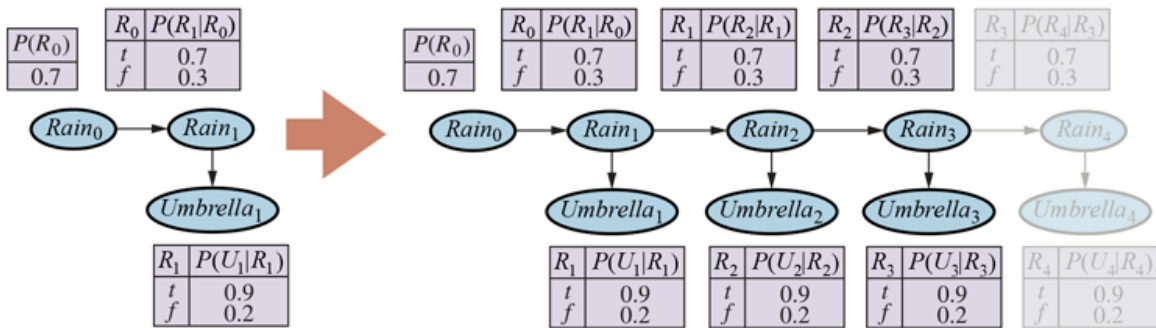 P(R₀)
0.7
R₀ P(R₁|R₀)
t 0.7
f 0.3
Rain₀
Rain₁
Umbrella₁
R₁ P(U₁|R₁)
t 0.9
f 0.2
P(R₀)
0.7
R₀ P(R₁|R₀)
t 0.7
f 0.3
R₁ P(R₂|R₁)
t 0.7
f 0.3
R₂ P(R₃|R₂)
t 0.7
f 0.3
R₃ P(R₄|R₃)
t 0.7
f 0.3
Rain₀
Rain₁
Rain₂
Rain₃
Rain₄
Umbrella₁
Umbrella₂
Umbrella₃
Umbrella₄
R₁ P(U₁|R₁)
t 0.9
f 0.2
R₂ P(U₂|R₂)
t 0.9
f 0.2
R₃ P(U₃|R₃)
t 0.9
f 0.2
R₄ P(U₄|R₄)
t 0.9
f 0.2